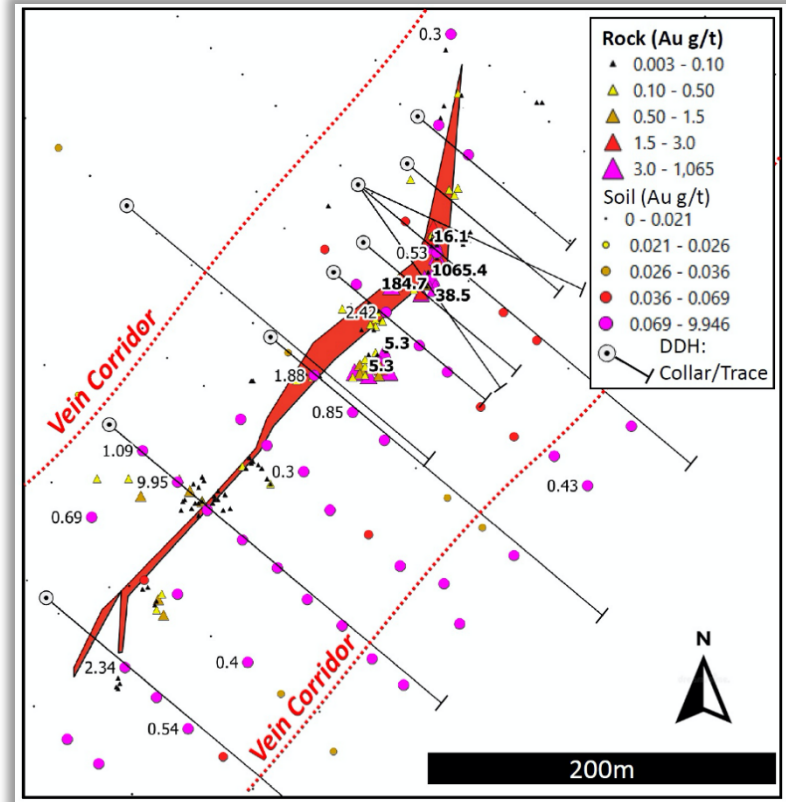 Rock (Au g/t)
0.003 - 0.10
0.10 - 0.50
0.50 - 1.5
1.5 - 3.0
3.0 - 1,065
Soil (Au g/t)
0 - 0.021
0.021 - 0.026
0.026 - 0.036
0.036 - 0.069
0.069 - 9.946
DDH:
Collar/Trace
0.3
16.1
0.53
1065.4
184.7
38.5
2.42
5.3
5.3
1.88
0.85
Vein Corridor
1.09
9.95
0.3
0.69
0.43
2.34
0.4
0.54
Vein Corridor
N
200m